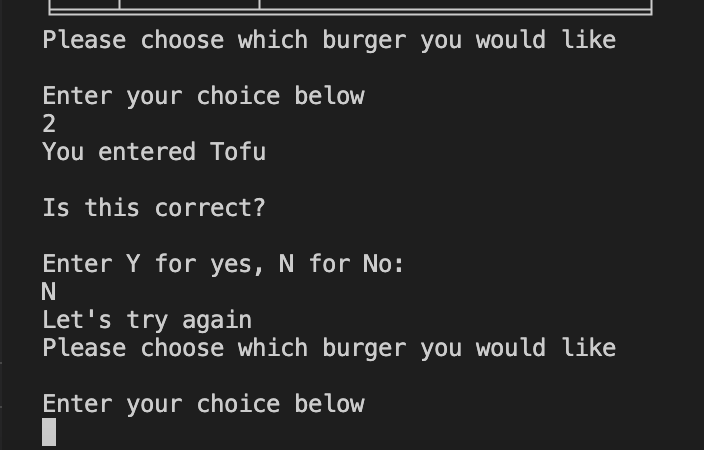 Please choose which burger you would like
Enter your choice below
2
You entered Tofu
Is this correct?
Enter Y for yes, N for No:
N
Let's try again
Please choose which burger you would like
Enter your choice below